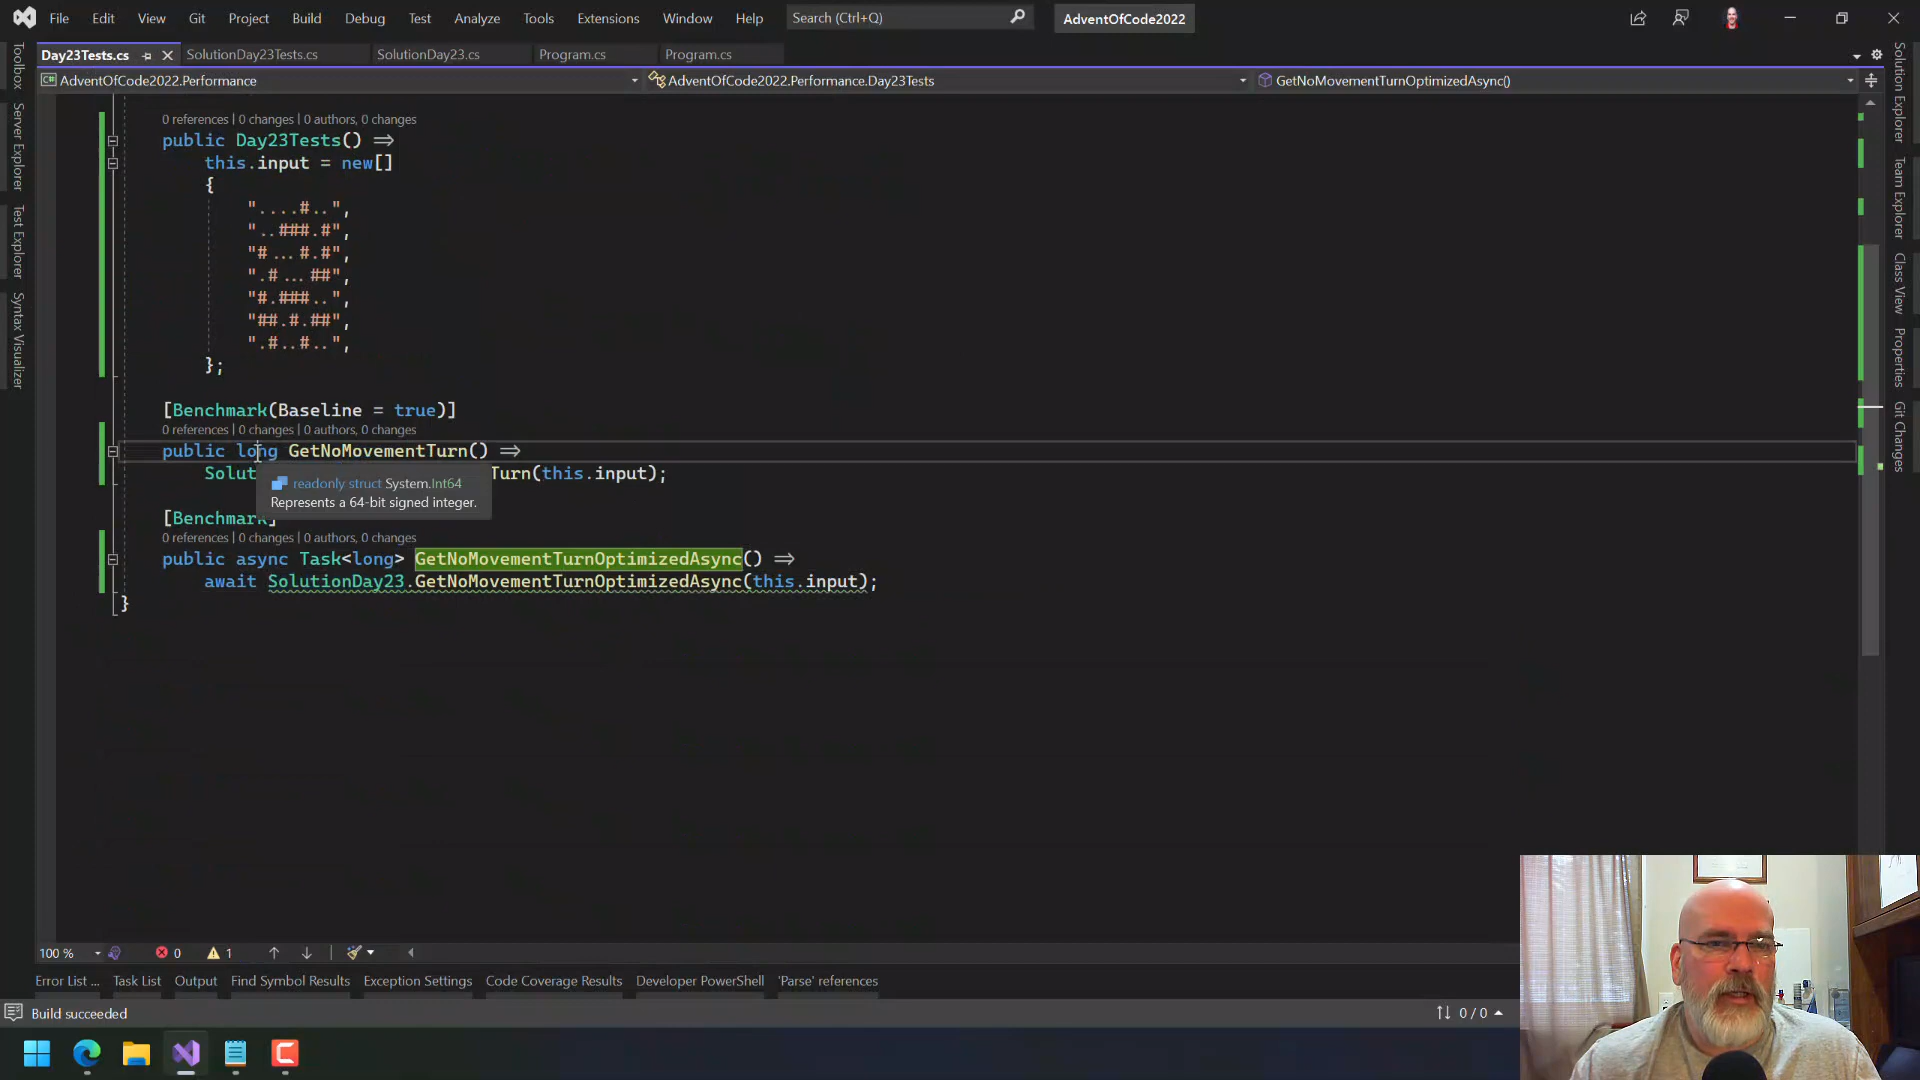 File Edit View Git Project Build Debug Test Analyze Tools Extensions Window Help Search (Ctrl+Q) AdventOfCode2022
Day23Tests.cs SolutionDay23Tests.cs SolutionDay23.cs Program.cs Program.cs
AdventOfCode2022.Performance AdventOfCode2022.Performance.Day23Tests GetNoMovementTurnOptimizedAsync()
Toolbox
Server Explorer
Test Explorer
Syntax Visualizer
0 references | 0 changes | 0 authors, 0 changes
public Day23Tests() =>
this.input = new[]
{
"....#..",
"..###.#",
"#...#.#",
".#...##",
"#.###..",
"##.#.##",
".#..#..",
};
[Benchmark(Baseline = true)]
0 references | 0 changes | 0 authors, 0 changes
public long GetNoMovementTurn() =>
Solut Turn(this.input);
readonly struct System.Int64
Represents a 64-bit signed integer.
[Benchmark]
0 references | 0 changes | 0 authors, 0 changes
public async Task<long> GetNoMovementTurnOptimizedAsync() =>
await SolutionDay23.GetNoMovementTurnOptimizedAsync(this.input);
}
Solution Explorer
Team Explorer
Class View
Properties
Git Changes
100 % 0 1
Error List ... Task List Output Find Symbol Results Exception Settings Code Coverage Results Developer PowerShell 'Parse' references
Build succeeded 0 / 0